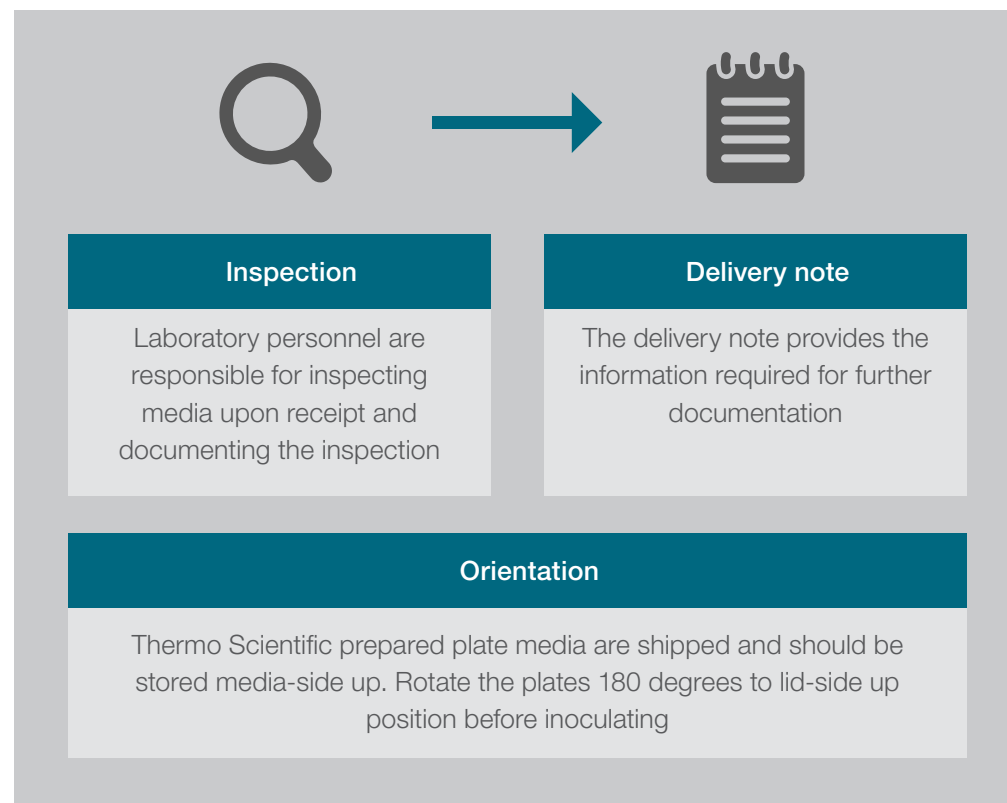 Inspection
Laboratory personnel are
responsible for inspecting
media upon receipt and
documenting the inspection
Delivery note
The delivery note provides the
information required for further
documentation
Orientation
Thermo Scientific prepared plate media are shipped and should be
stored media-side up. Rotate the plates 180 degrees to lid-side up
position before inoculating